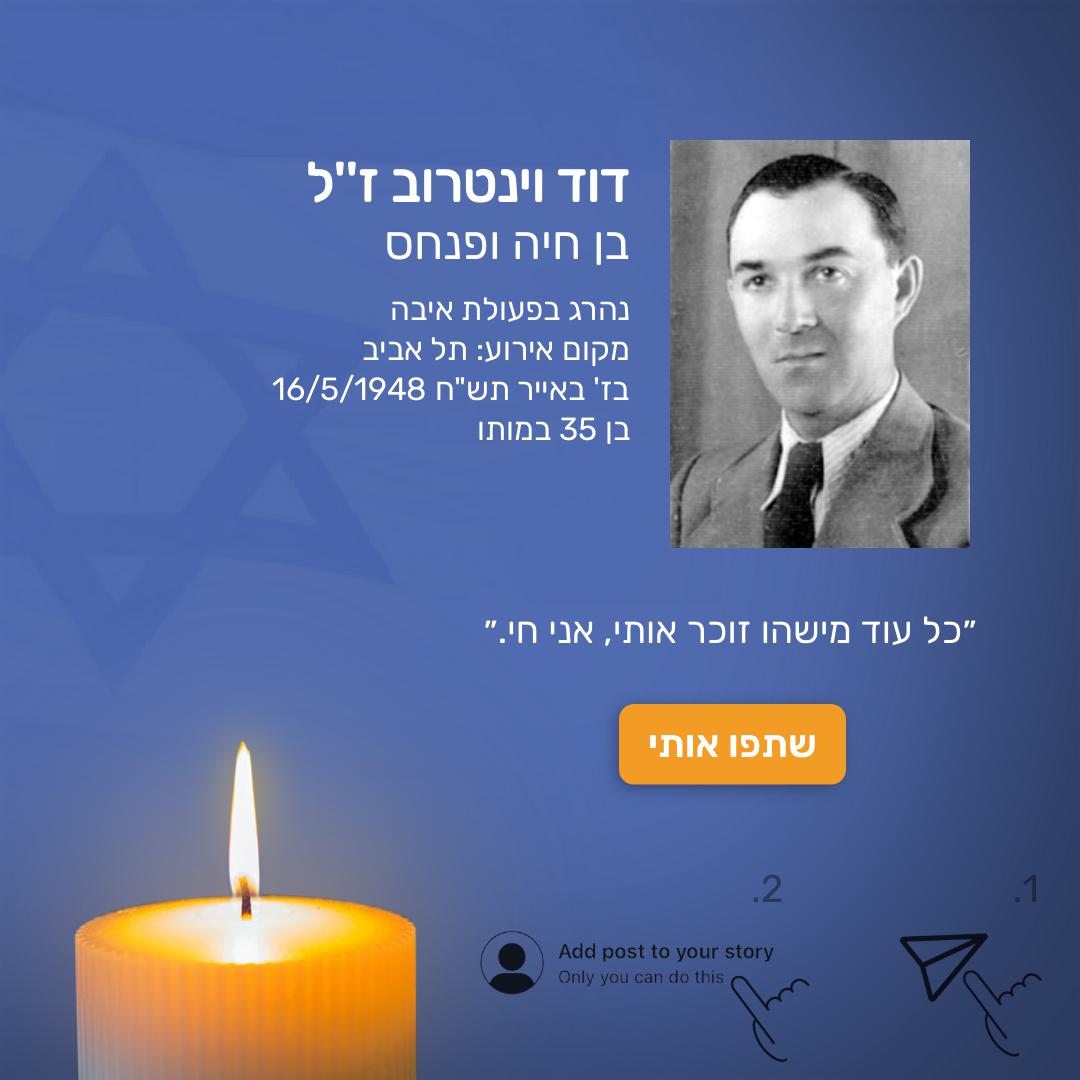 דוד וינטרוב ז"ל
בן חיה ופנחס
נהרג בפעולת איבה
מקום אירוע: תל אביב
בז' באייר תש"ח 16/5/1948
בן 35 במותו
״כל עוד מישהו זוכר אותי, אני חי.״
שתפו אותי
1.
2.
Add post to your story
Only you can do this